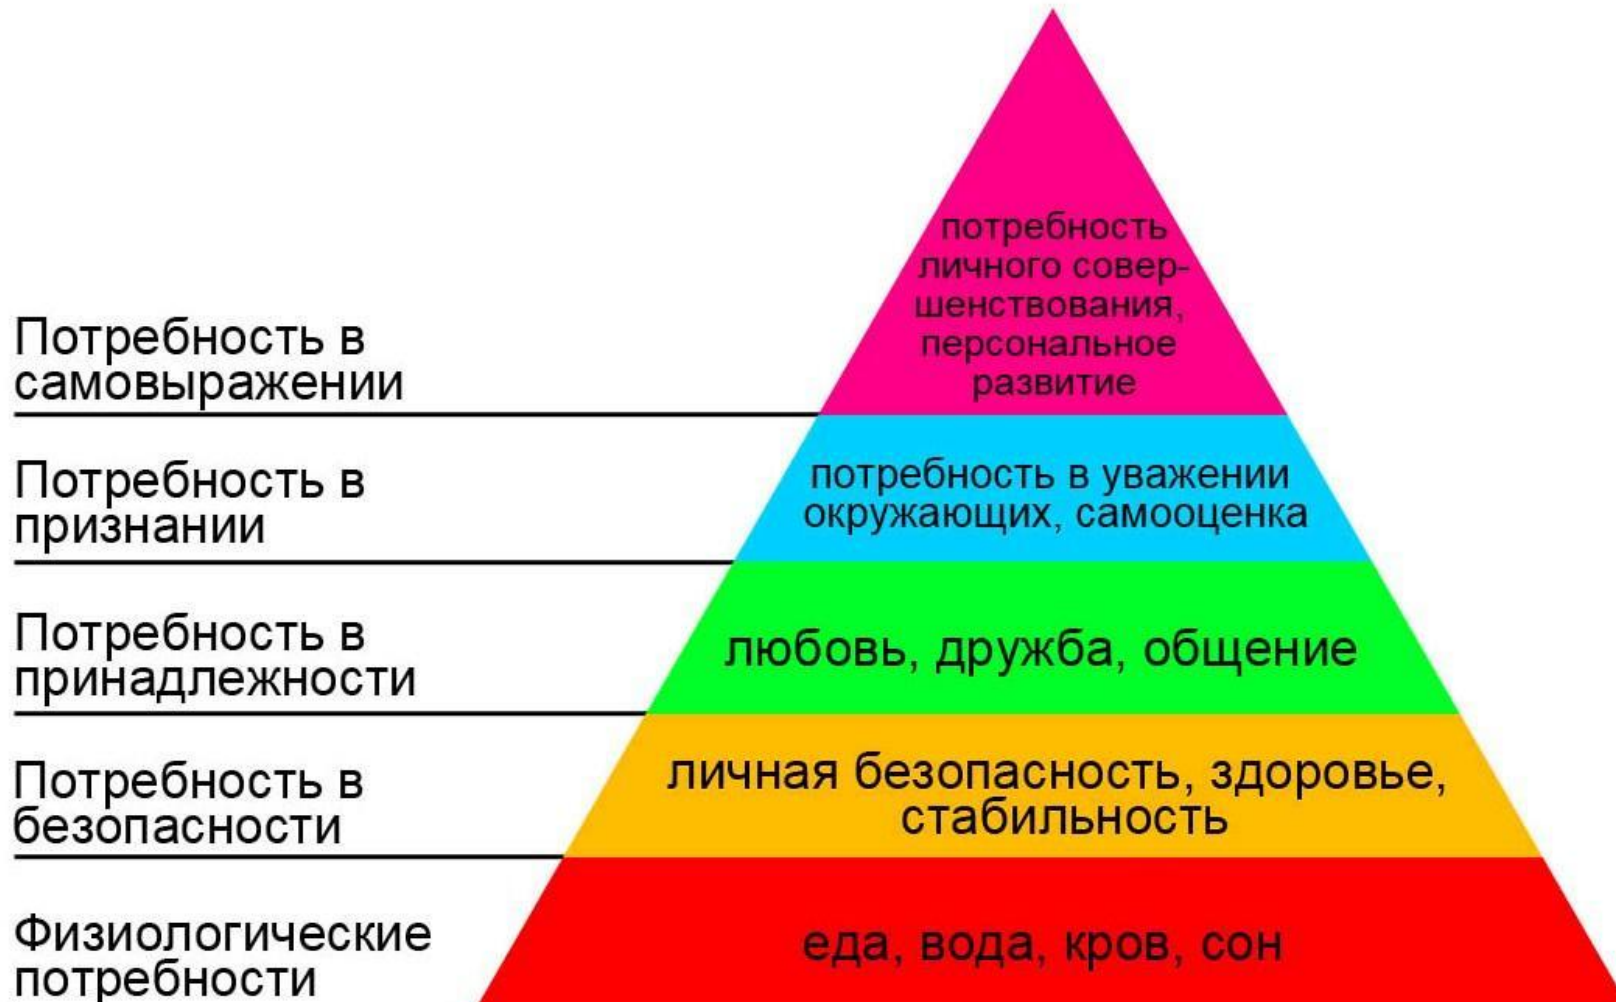 потребность
личного совер-
шенствования,
персональное
развитие
Потребность в
самовыражении
потребность в уважении
окружающих, самооценка
Потребность в
признании
любовь, дружба, общение
Потребность в
принадлежности
личная безопасность, здоровье,
стабильность
Потребность в
безопасности
еда, вода, кров, сон
Физиологические
потребности